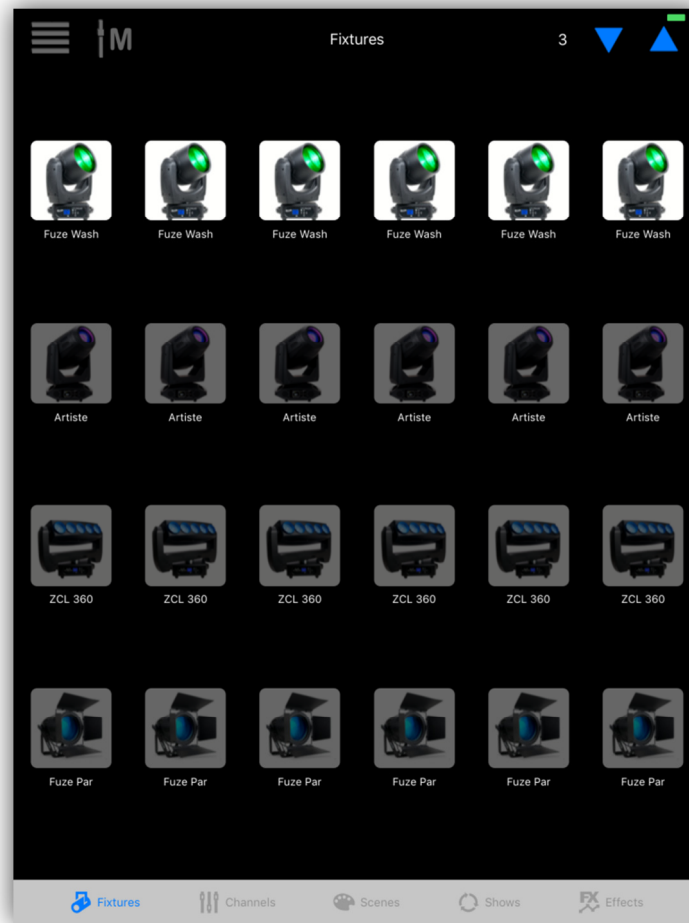 M Fixtures 3
Fuze Wash Fuze Wash Fuze Wash Fuze Wash Fuze Wash Fuze Wash
Artiste Artiste Artiste Artiste Artiste Artiste
ZCL 360 ZCL 360 ZCL 360 ZCL 360 ZCL 360 ZCL 360
Fuze Par Fuze Par Fuze Par Fuze Par Fuze Par Fuze Par
Fixtures Channels Scenes Shows FX Effects